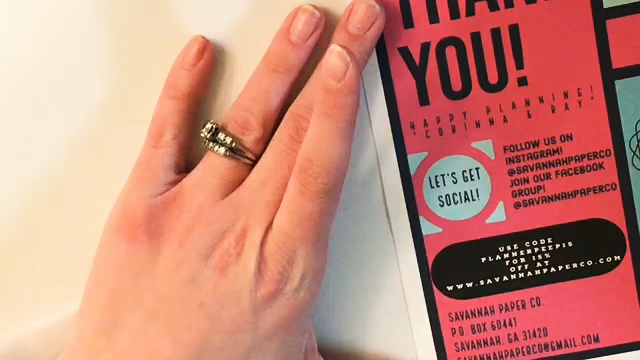 THANK
YOU!
HAPPY PLANNING!
*CORINNA & RAY*
LET'S GET
SOCIAL!
FOLLOW US ON
INSTAGRAM!
@SAVANNAHPAPERCO
JOIN OUR FACEBOOK
GROUP!
@SAVANNAHPAPERCO
USE CODE
PLANNERPEEP15
FOR 15%
OFF AT
WWW.SAVANNAHPAPERCO.COM
SAVANNAH PAPER CO.
P.O. BOX 60441
SAVANNAH, GA 31420
SAVANNAHPAPERCO@GMAIL.COM